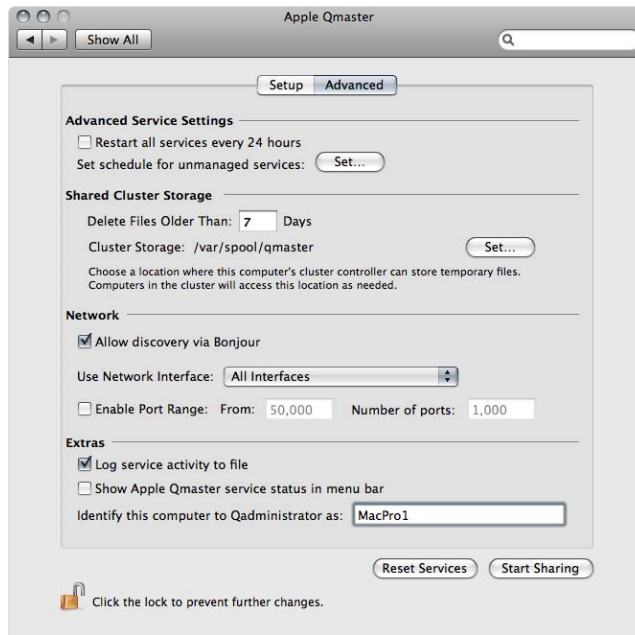 Apple Qmaster
Show All
Setup Advanced
Advanced Service Settings
Restart all services every 24 hours
Set schedule for unmanaged services: Set...
Shared Cluster Storage
Delete Files Older Than: 7 Days
Cluster Storage: /var/spool/qmaster Set...
Choose a location where this computer's cluster controller can store temporary files.
Computers in the cluster will access this location as needed.
Network
Allow discovery via Bonjour
Use Network Interface: All Interfaces
Enable Port Range: From: 50,000 Number of ports: 1,000
Extras
Log service activity to file
Show Apple Qmaster service status in menu bar
Identify this computer to Qadministrator as: MacPro1
Reset Services Start Sharing
Click the lock to prevent further changes.